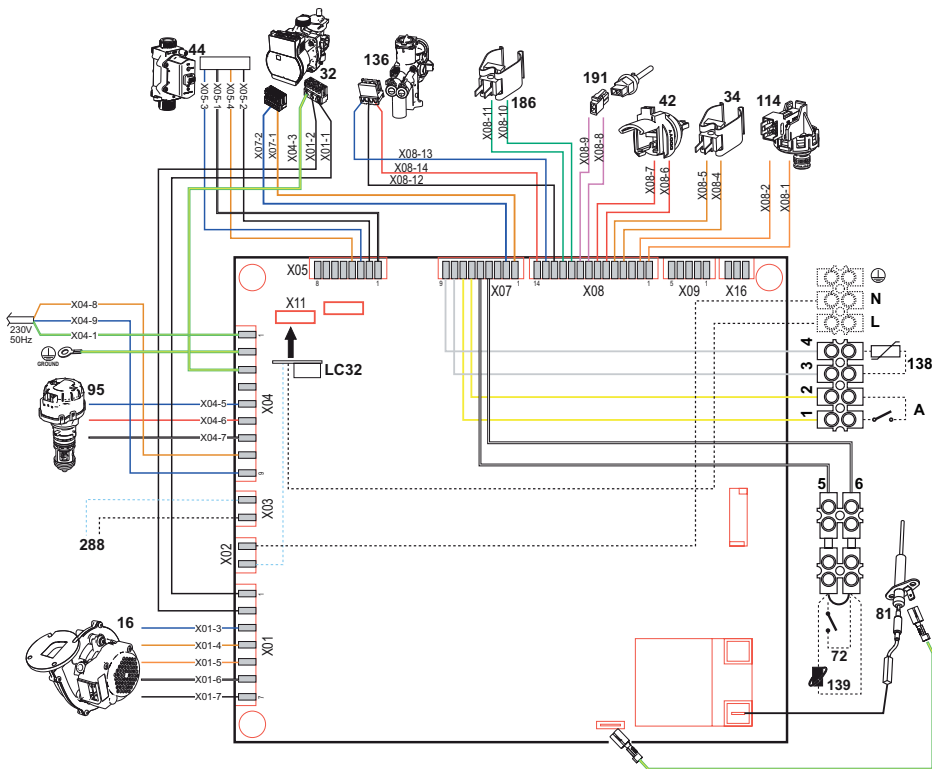 44
32
136
186
191
42
34
114
X05-3
X05-1
X05-4
X05-2
X07-2
X07-1
X04-3
X01-2
X01-1
X08-13
X08-14
X08-12
X08-11
X08-10
X08-9
X08-8
X08-7
X08-6
X08-5
X08-4
X08-2
X08-1
X05
8
1
9
X07
1
14
X08
1
5
X09
1
X16
X11
LC32
N
L
4
3
2
1
138
A
X04-8
X04-9
X04-1
230V
50Hz
GROUND
1
X04
9
95
X04-5
X04-6
X04-7
288
X03
X02
1
X01
7
16
X01-3
X01-4
X01-5
X01-6
X01-7
5
6
72
139
81